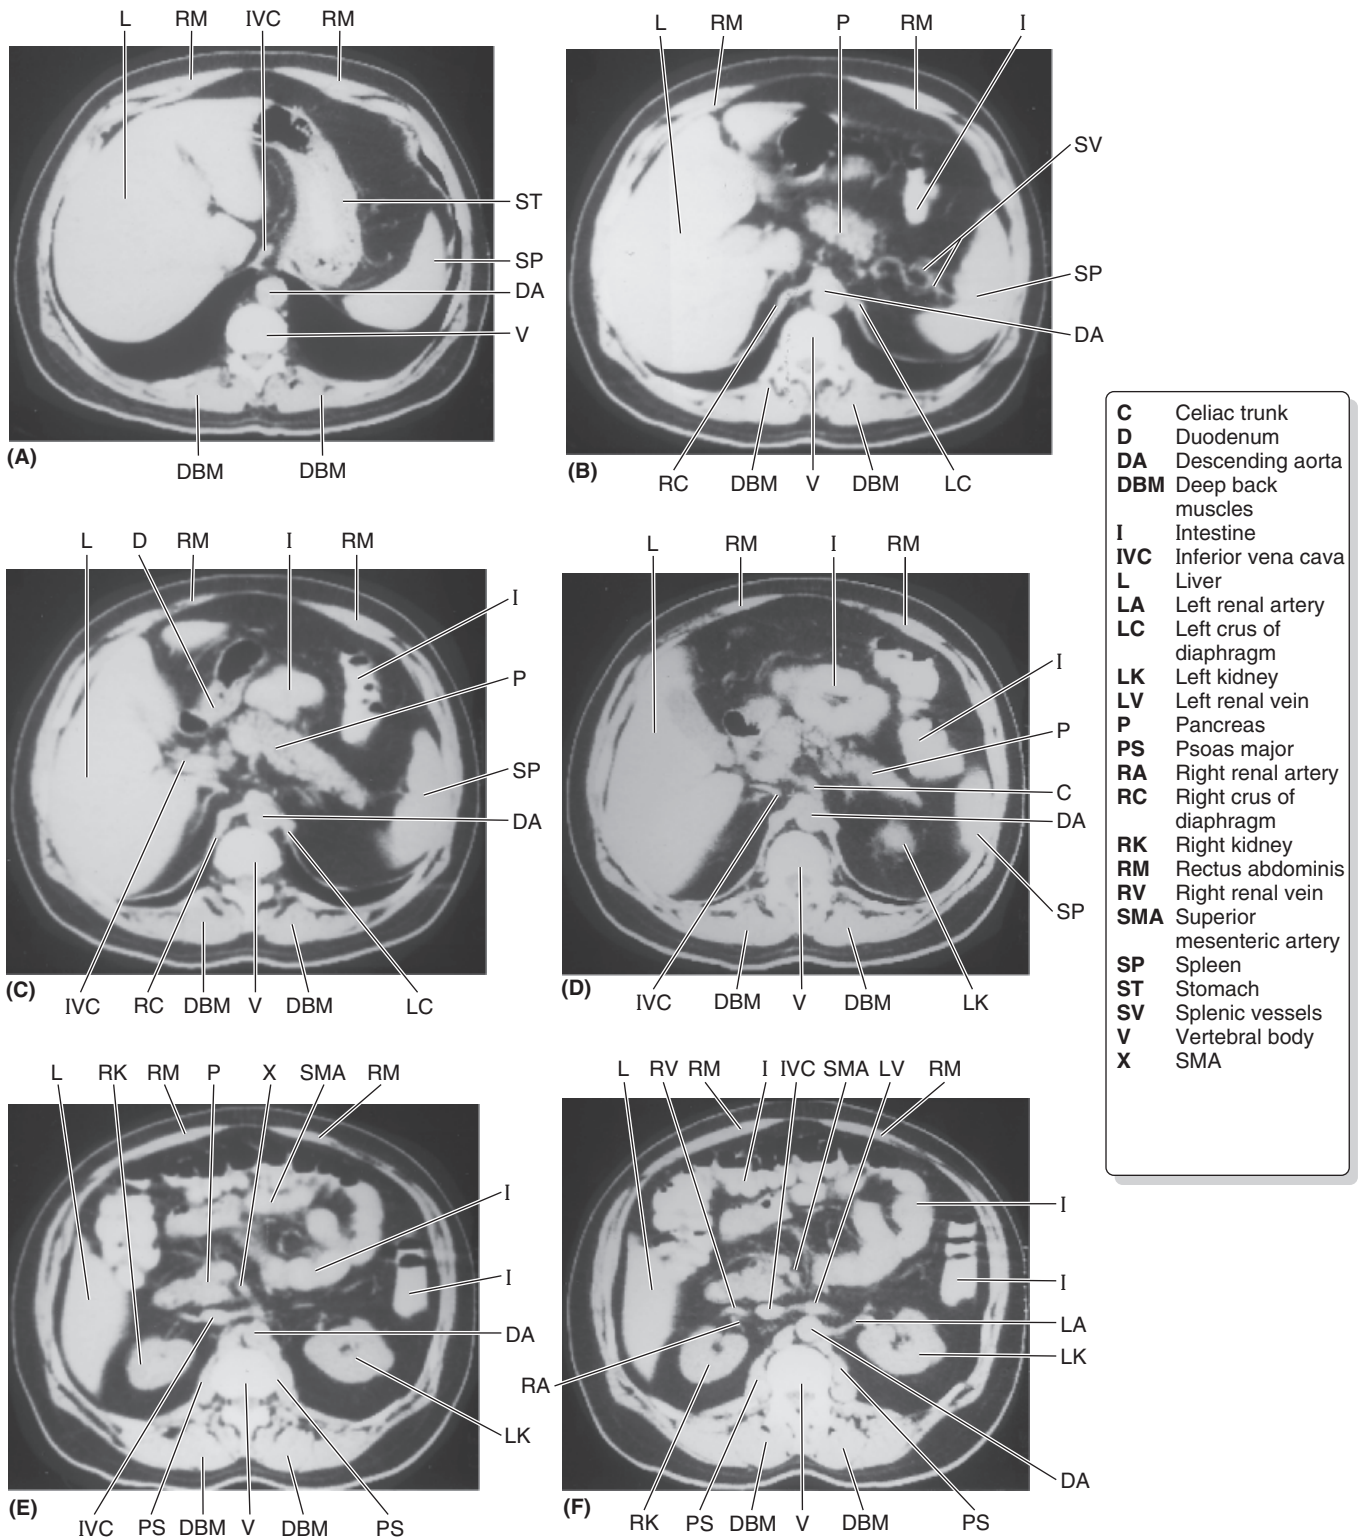 L RM IVC RM
ST
SP
DA
V
(A)
DBM DBM
L RM P RM I
SV
SP
DA
(B)
RC DBM V DBM LC
L D RM I RM
I
P
SP
DA
(C)
IVC RC DBM V DBM LC
L RM I RM
I
P
C
DA
SP
(D)
IVC DBM V DBM LK
L RK RM P X SMA RM
I
I
DA
LK
(E)
IVC PS DBM V DBM PS
L RV RM I IVC SMA LV RM
I
I
LA
LK
RA
DA
(F)
RK PS DBM V DBM PS
C Celiac trunk
D Duodenum
DA Descending aorta
DBM Deep back
muscles
I Intestine
IVC Inferior vena cava
L Liver
LA Left renal artery
LC Left crus of
diaphragm
LK Left kidney
LV Left renal vein
P Pancreas
PS Psoas major
RA Right renal artery
RC Right crus of
diaphragm
RK Right kidney
RM Rectus abdominis
RV Right renal vein
SMA Superior
mesenteric artery
SP Spleen
ST Stomach
SV Splenic vessels
V Vertebral body
X SMA